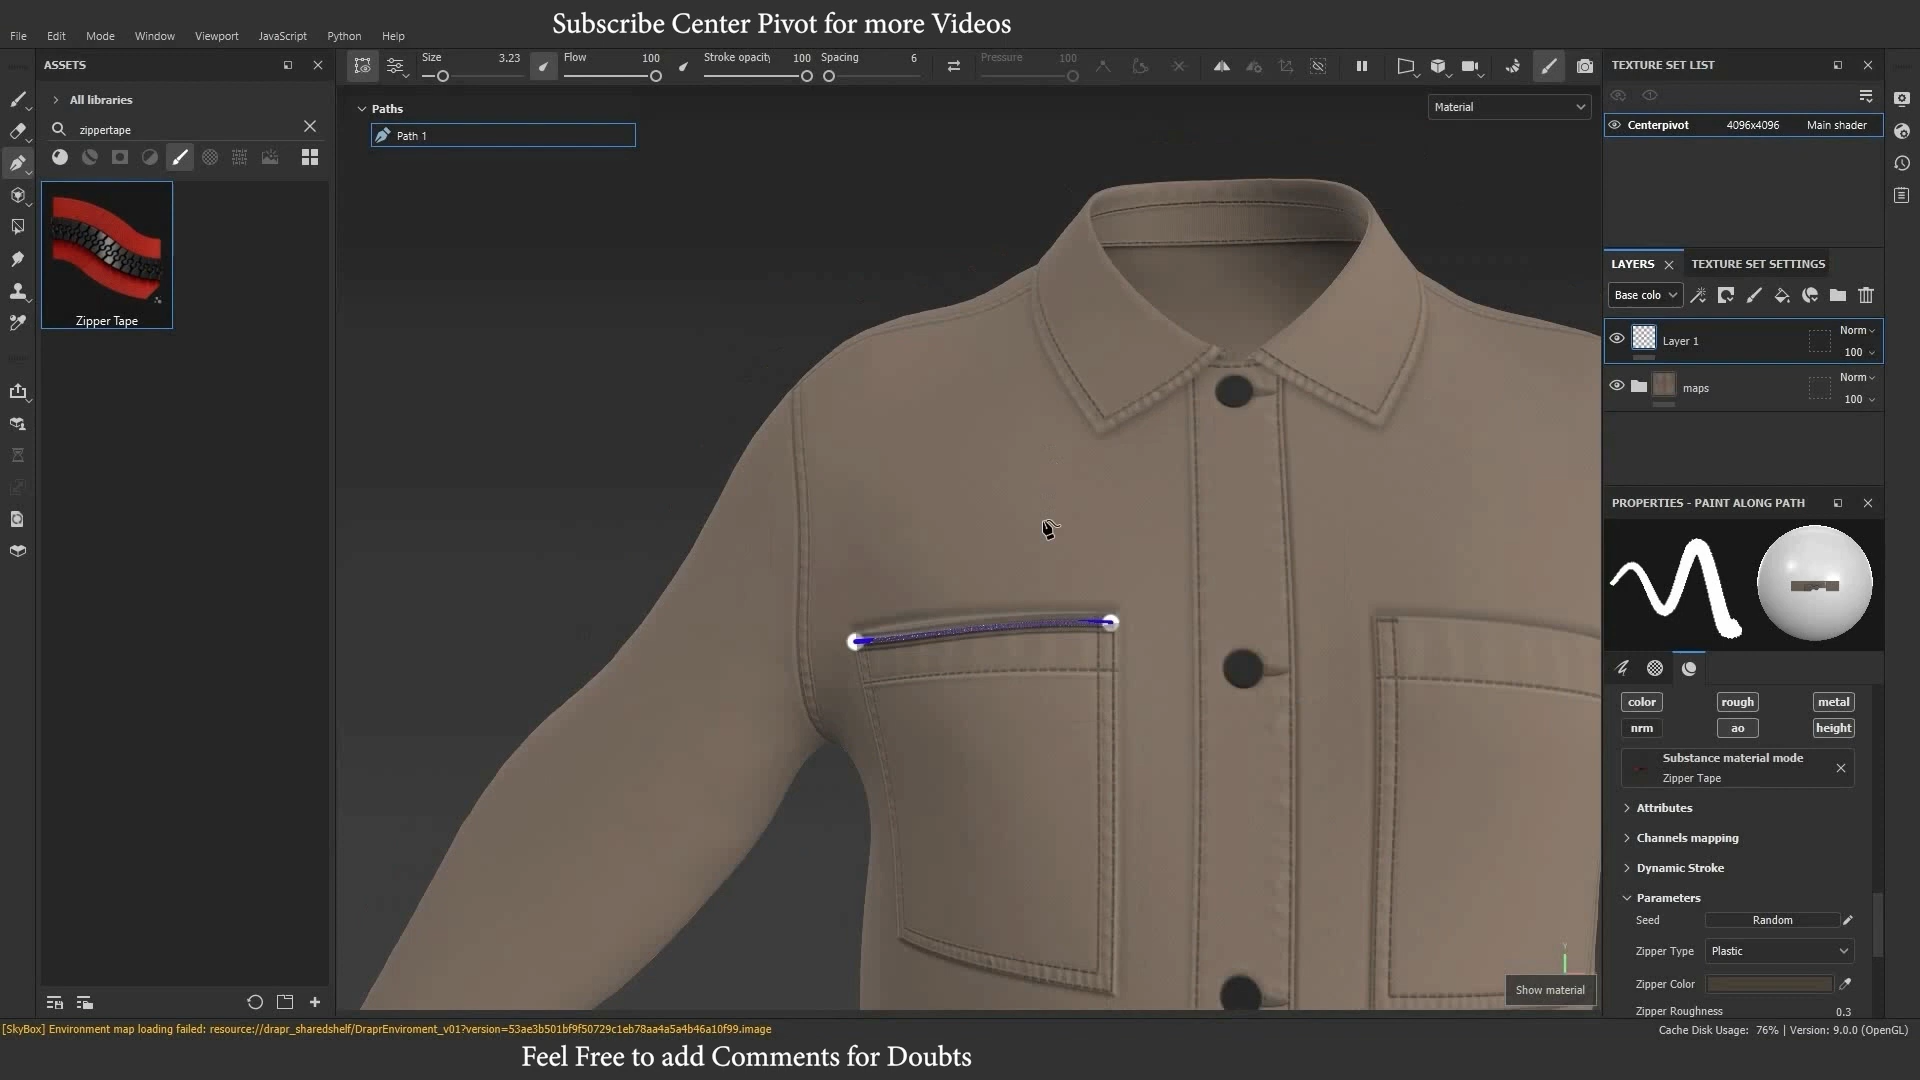 Subscribe Center Pivot for more Videos
File Edit Mode Window Viewport JavaScript Python Help
ASSETS
All libraries
zippertape
Zipper Tape
Size 3.23
Flow 100
Stroke opacity 100
Spacing 6
Pressure 100
Paths
Path 1
Material
Show material
TEXTURE SET LIST
Centerpivot 4096x4096 Main shader
LAYERS TEXTURE SET SETTINGS
Base colo
Layer 1 Norm 100
maps Norm 100
PROPERTIES - PAINT ALONG PATH
color rough metal
nrm ao height
Substance material mode
Zipper Tape
Attributes
Channels mapping
Dynamic Stroke
Parameters
Seed Random
Zipper Type Plastic
Zipper Color
Zipper Roughness 0.3
[SkyBox] Environment map loading failed: resource://drapr_sharedshelf/DraprEnviroment_v01?version=53ae3b501bf9f50729c1eb78aa4a5a4b46a10f99.image
Cache Disk Usage: 76% | Version: 9.0.0 (OpenGL)
Feel Free to add Comments for Doubts